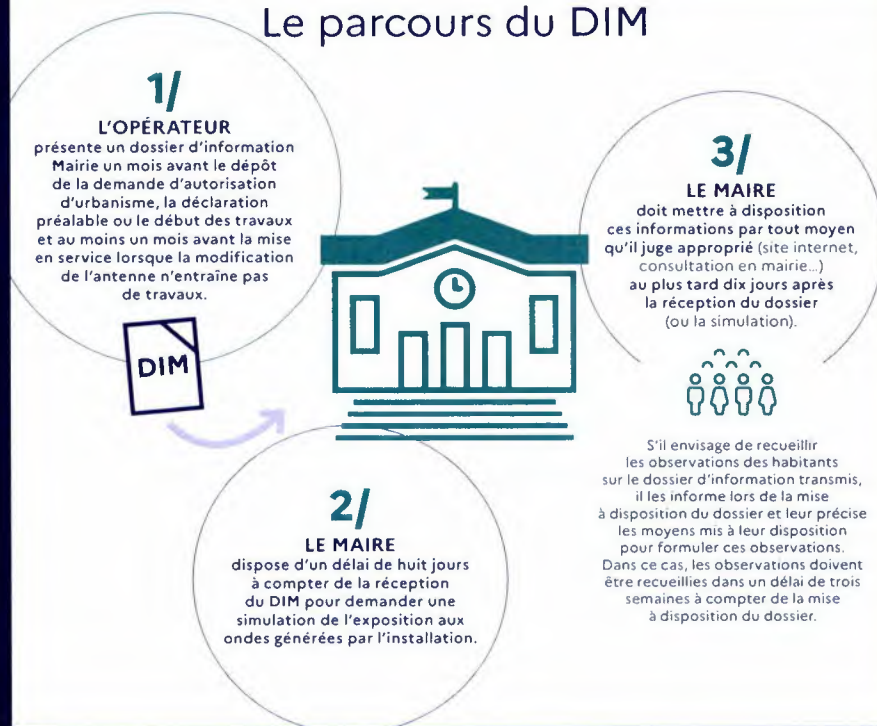 Le parcours du DIM
1/
L'OPÉRATEUR
présente un dossier d'information
Mairie un mois avant le dépôt
de la demande d'autorisation
d'urbanisme, la déclaration
préalable ou le début des travaux
et au moins un mois avant la mise
en service lorsque la modification
de l'antenne n'entraîne pas
de travaux.
DIM
2/
LE MAIRE
dispose d'un délai de huit jours
à compter de la réception
du DIM pour demander une
simulation de l'exposition aux
ondes générées par l'installation.
3/
LE MAIRE
doit mettre à disposition
ces informations par tout moyen
qu'il juge approprié (site internet,
consultation en mairie...)
au plus tard dix jours après
la réception du dossier
(ou la simulation).
S'il envisage de recueillir
les observations des habitants
sur le dossier d'information transmis,
il les informe lors de la mise
à disposition du dossier et leur précise
les moyens mis à leur disposition
pour formuler ces observations.
Dans ce cas, les observations doivent
être recueillies dans un délai de trois
semaines à compter de la mise
à disposition du dossier.